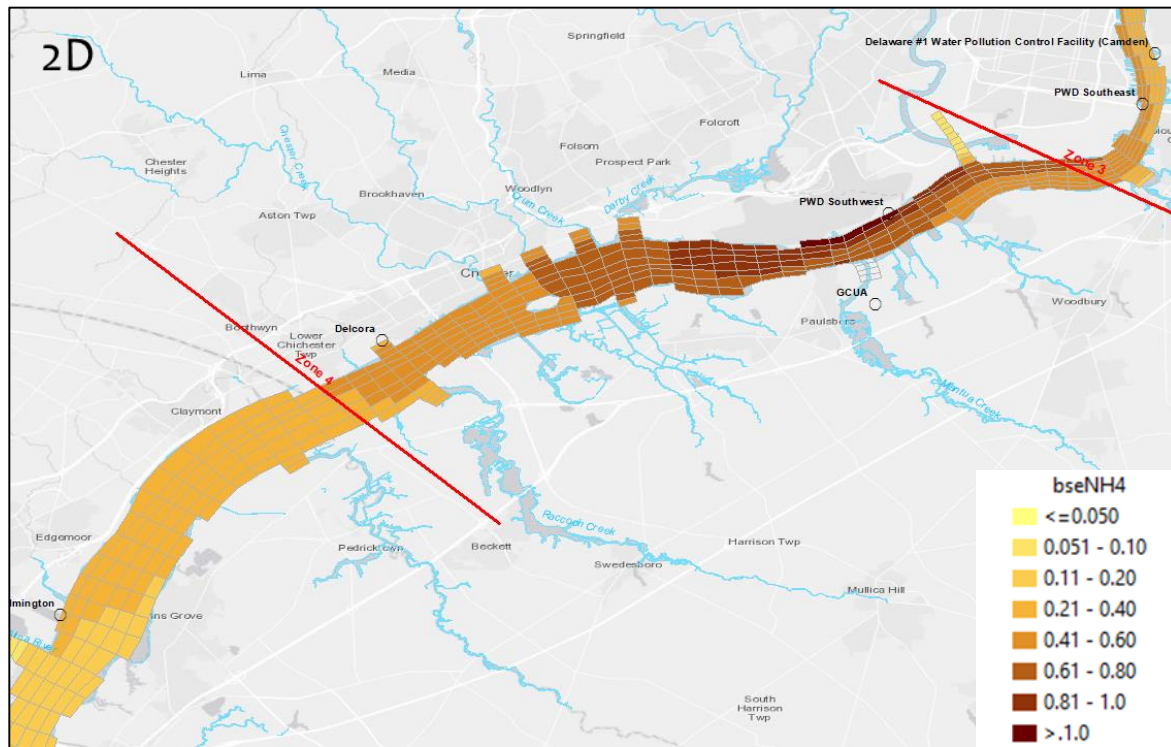 2D
Springfield
Delaware #1 Water Pollution Control Facility (Camden)
Lima
Media
PWD Southeast
Folcroft
Chester Creek
Folsom
Prospect Park
Zone 3
Chester Heights
Woodlyn
Brookhaven
Crum Creek
Darby Creek
PWD Southwest
Aston Twp
GCUA
Woodbury
Delcora
Lower
Chichester
Twp
Zone 4
Mantua Creek
Claymont
Raccoon Creek
Edgemoor
Pedricktown
Beckett
Harrison Twp
Swedesboro
Mullica Hill
South
Harrison
Twp
bseNH4
<=0.050
0.051 - 0.10
0.11 - 0.20
0.21 - 0.40
0.41 - 0.60
0.61 - 0.80
0.81 - 1.0
>.1.0